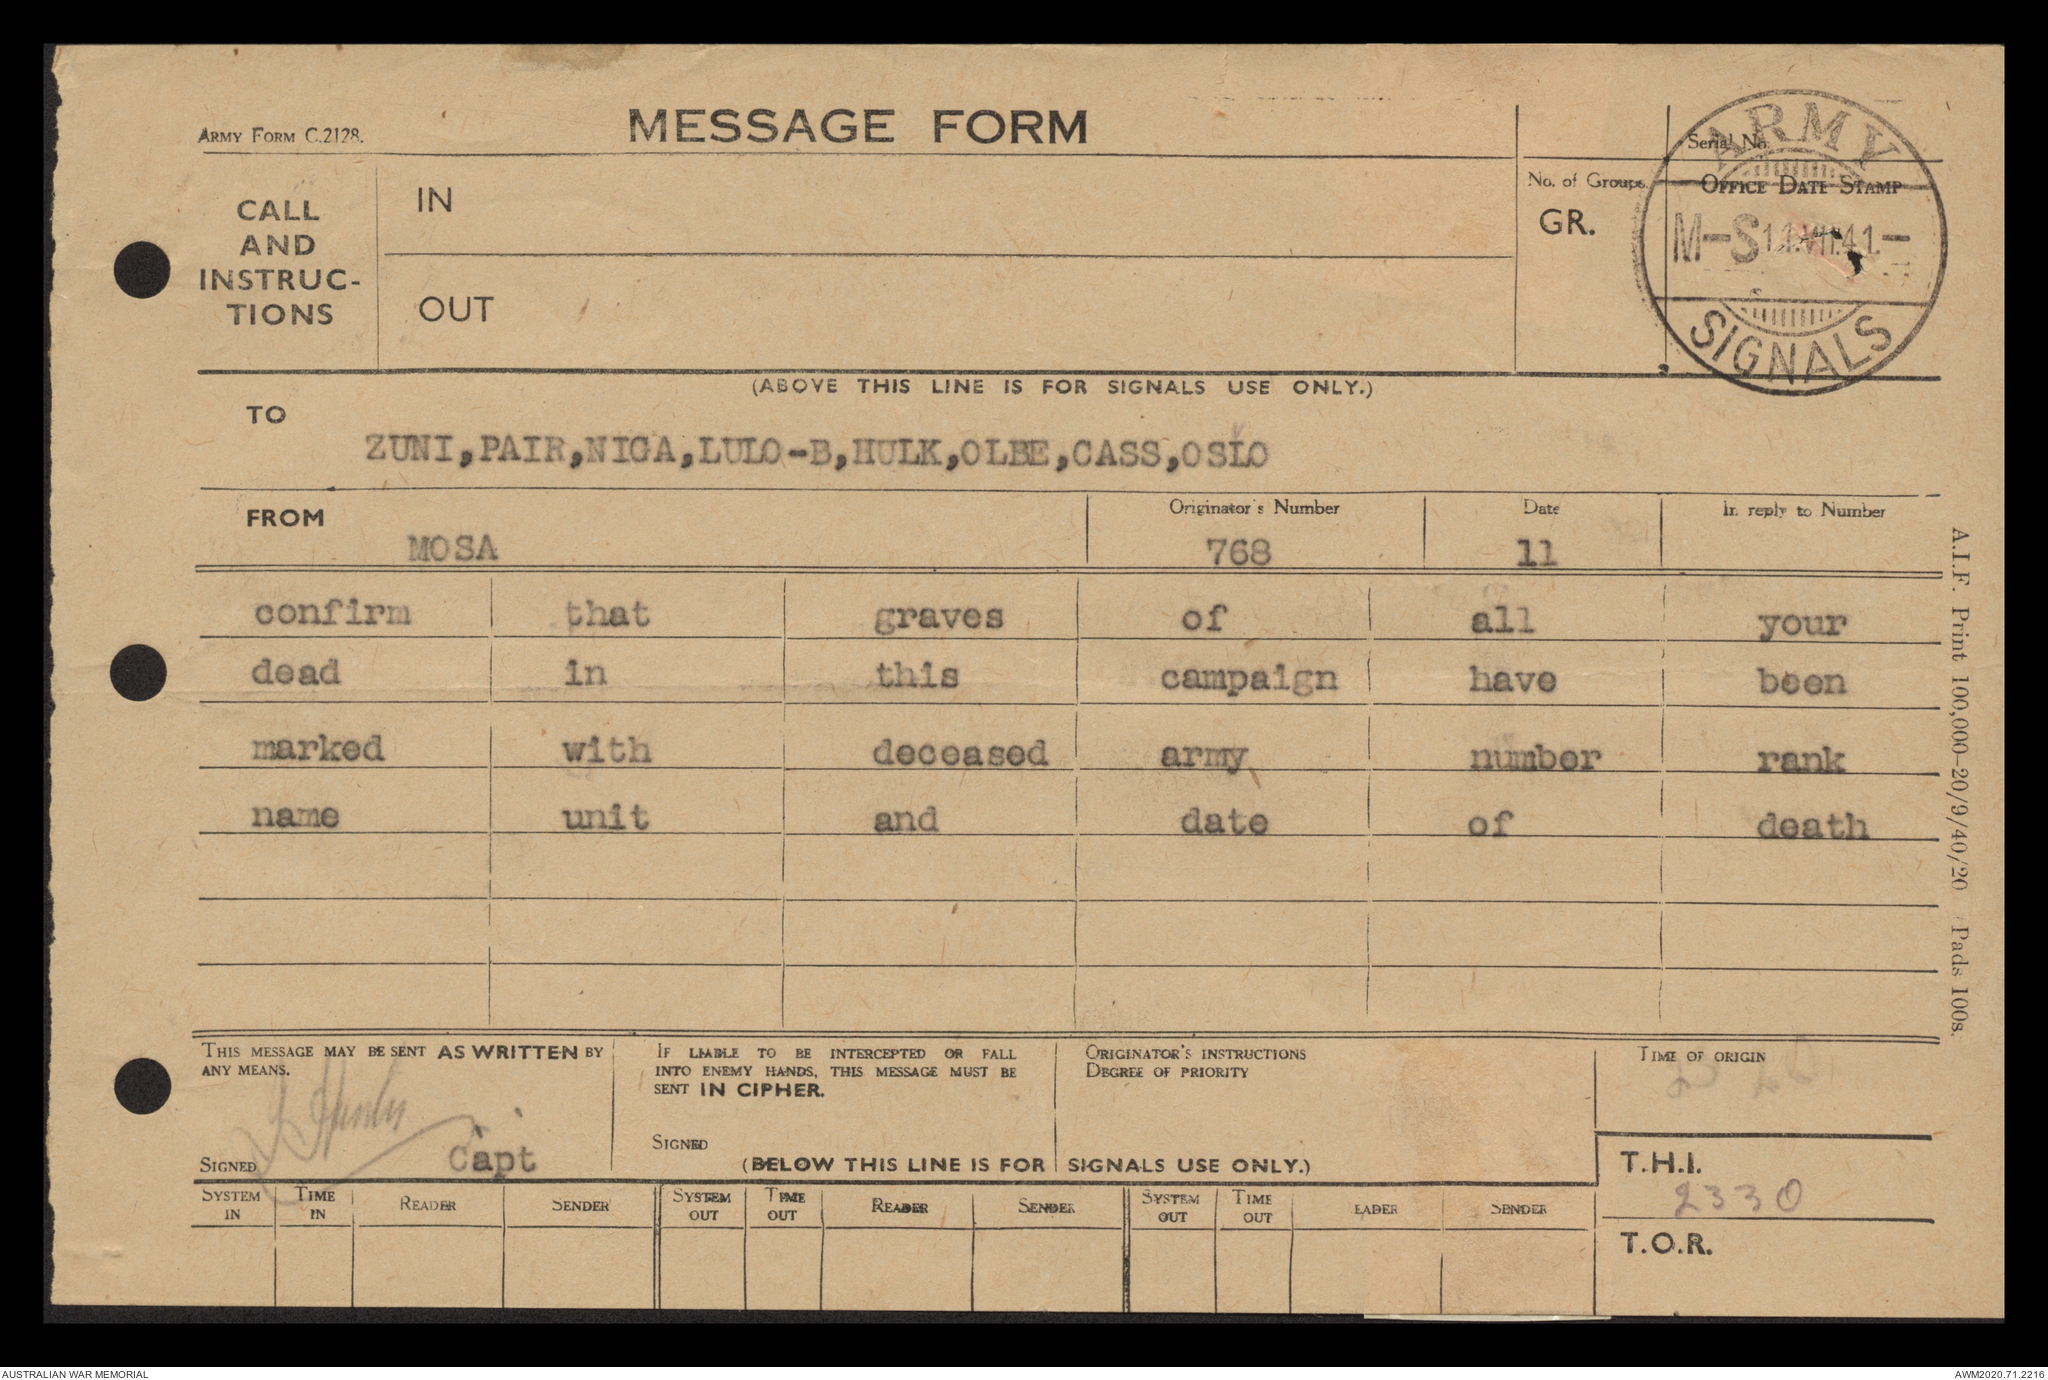 ARMY FORM C.2128.
MESSAGE FORM
Serial No.
CALL
AND
INSTRUC-
TIONS
IN
OUT
No. of Groups.
GR.
OFFICE DATE STAMP
ARMY
M-S 11.VII.41.-
SIGNALS
(ABOVE THIS LINE IS FOR SIGNALS USE ONLY.)
TO
ZUNI,PAIR,NIGA,LULO-B,HULK,OLBE,CASS,OSLO
FROM
MOSA
Originator's Number
768
Date
11
In reply to Number
confirm that graves of all your
dead in this campaign have been
marked with deceased army number rank
name unit and date of death
A.I.F. Print 100,000-20/9/40/20 Pads 100s.
THIS MESSAGE MAY BE SENT AS WRITTEN BY
ANY MEANS.
SIGNED
Capt
IF LIABLE TO BE INTERCEPTED OR FALL
INTO ENEMY HANDS, THIS MESSAGE MUST BE
SENT IN CIPHER.
SIGNED
ORIGINATOR'S INSTRUCTIONS
DEGREE OF PRIORITY
TIME OF ORIGIN
(BELOW THIS LINE IS FOR SIGNALS USE ONLY.)
T.H.I.
2330
T.O.R.
SYSTEM IN TIME IN READER SENDER SYSTEM OUT TIME OUT READER SENDER SYSTEM OUT TIME OUT EADER SENDER
AUSTRALIAN WAR MEMORIAL
AWM2020.71.2216